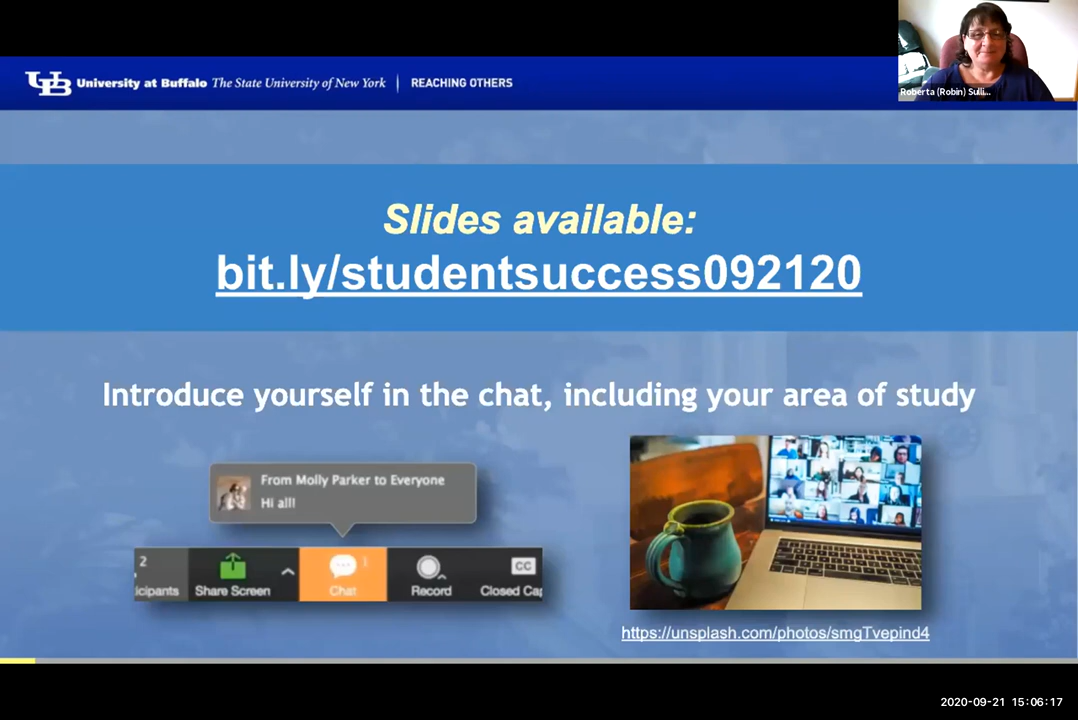 UB University at Buffalo The State University of New York | REACHING OTHERS
Roberta (Robin) Sulli...
Slides available:
bit.ly/studentsuccess092120
Introduce yourself in the chat, including your area of study
From Molly Parker to Everyone
Hi all!
2
icipants
Share Screen
1
Chat
Record
CC
Closed Cap
https://unsplash.com/photos/smgTvepind4
2020-09-21 15:06:17